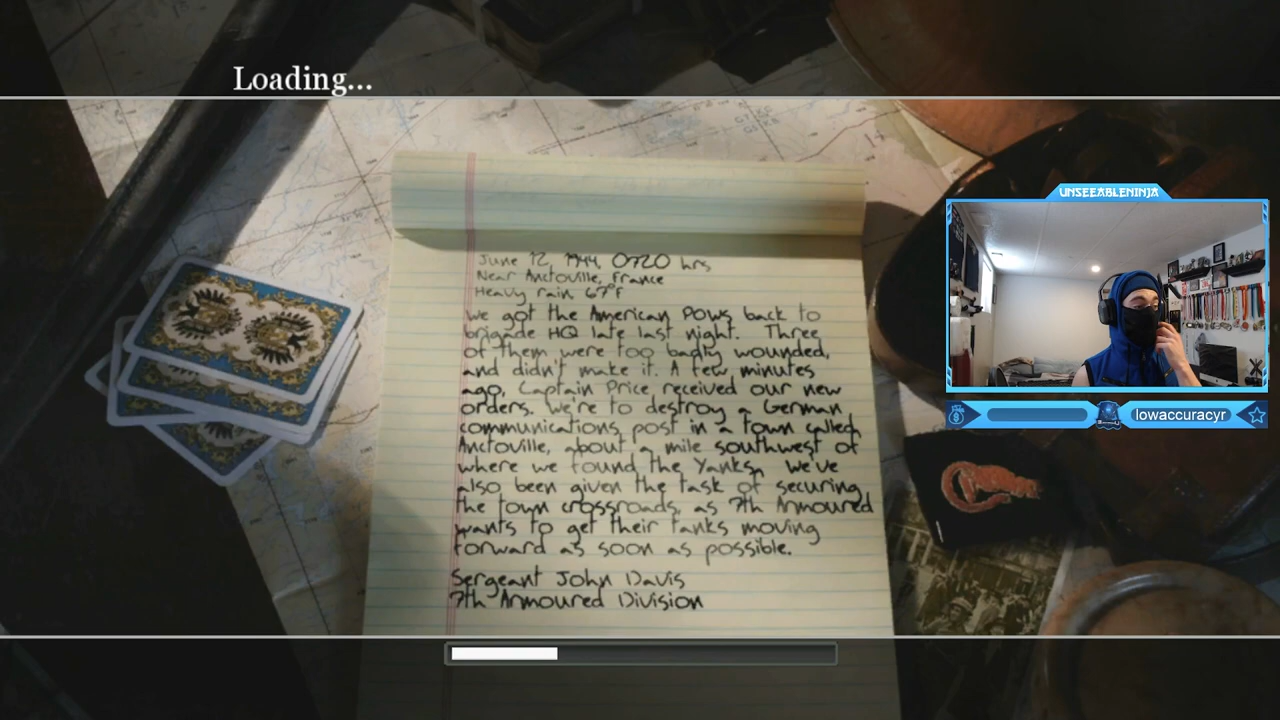 Loading...
June 12, 1944, 0720 hrs
Near Anctoville, France
Heavy rain 67°F
We got the American POWs back to
brigade HQ late last night. Three
of them were too badly wounded,
and didn't make it. A few minutes
ago, Captain Price received our new
orders. We're to destroy a German
communications post in a town called
Anctoville, about a mile southwest of
where we found the Yanks. We've
also been given the task of securing
the town crossroads, as 7th Armoured
wants to get their tanks moving
forward as soon as possible.
Sergeant John Davis
7th Armoured Division
UNSEEABLENINJA
lowaccuracyr